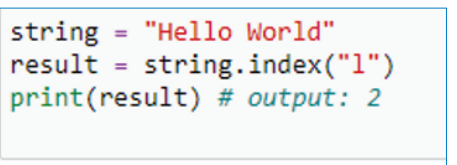 string = "Hello World"
result = string.index("l")
print(result) # output: 2